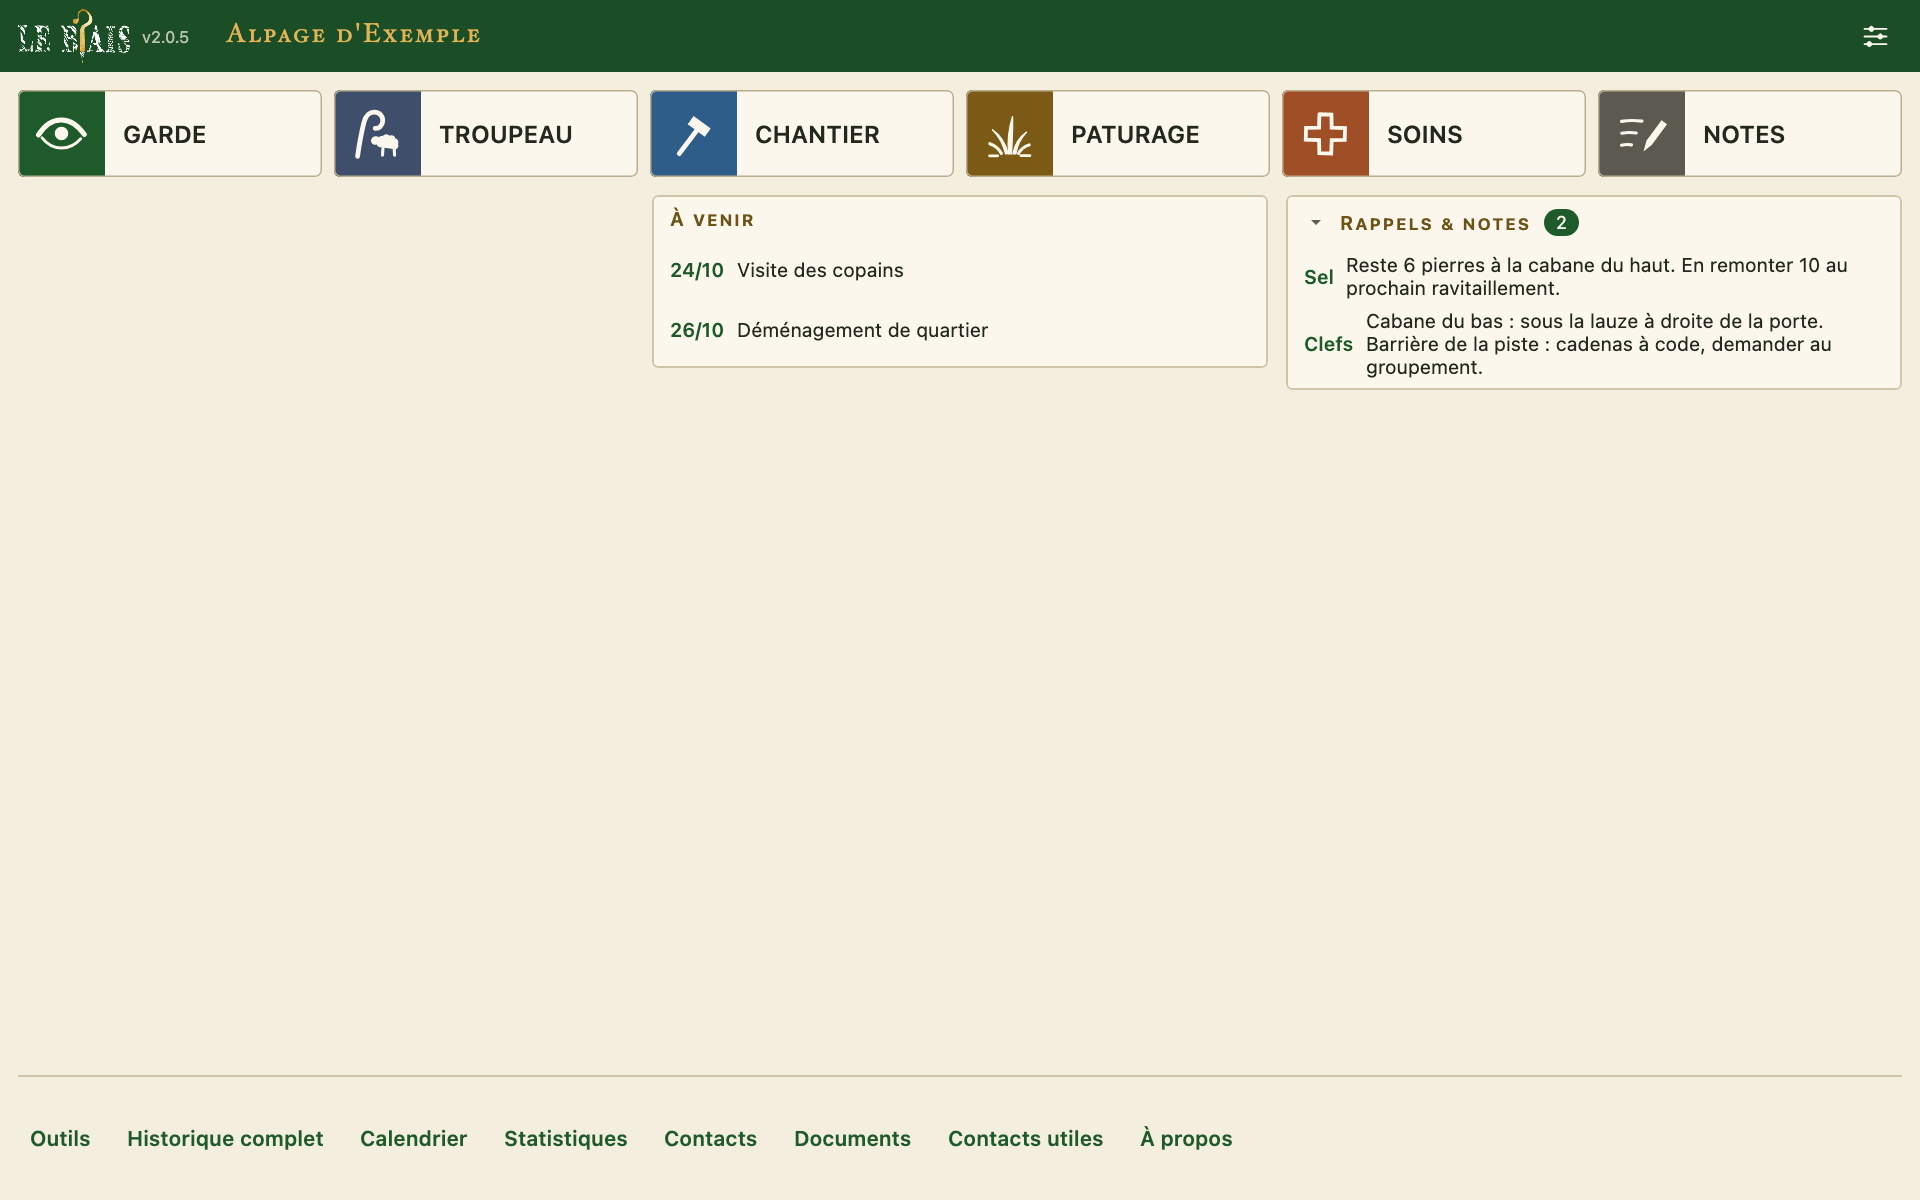 LE BIAIS v2.0.5 Alpage d'Exemple
GARDE
TROUPEAU
CHANTIER
PATURAGE
SOINS
NOTES
À venir
24/10 Visite des copains
26/10 Déménagement de quartier
Rappels & notes 2
Sel
Reste 6 pierres à la cabane du haut. En remonter 10 au
prochain ravitaillement.
Clefs
Cabane du bas : sous la lauze à droite de la porte.
Barrière de la piste : cadenas à code, demander au
groupement.
Outils Historique complet Calendrier Statistiques Contacts Documents Contacts utiles À propos